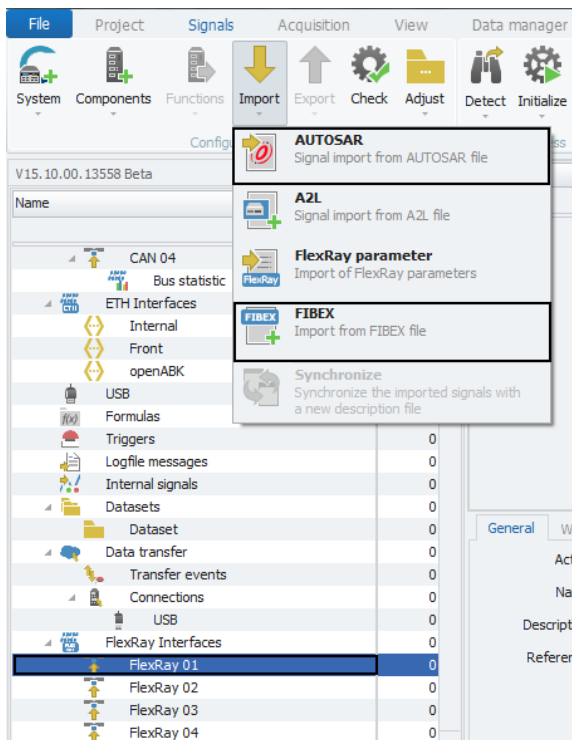 File Project Signals Acquisition View Data manager
System Components Functions Import Export Check Adjust Detect Initialize
AUTOSAR
Signal import from AUTOSAR file
A2L
Signal import from A2L file
FlexRay parameter
Import of FlexRay parameters
FlexRay
FIBEX
FIBEX
Import from FIBEX file
Synchronize
Synchronize the imported signals with
a new description file
V15.10.00.13558 Beta
Name
CAN 04
Bus statistic
ETH Interfaces
Internal
Front
openABK
USB
f(x) Formulas
Triggers 0
Logfile messages 0
Internal signals 0
Datasets 0
Dataset 0
Data transfer 0
Transfer events 0
Connections 0
USB 0
FlexRay Interfaces 0
FlexRay 01 0
FlexRay 02 0
FlexRay 03 0
FlexRay 04 0
General